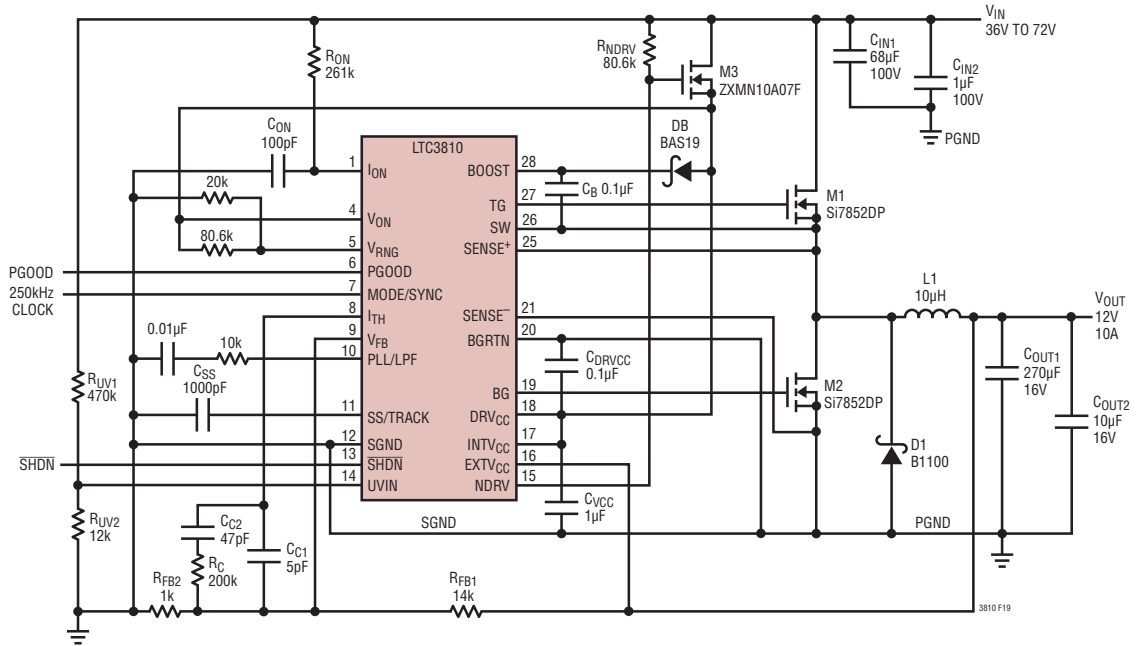 VIN
36V TO 72V
RON
261k
RNDRV
80.6k
M3
ZXMN10A07F
CIN1
68µF
100V
CIN2
1µF
100V
PGND
CON
100pF
DB
BAS19
LTC3810
1
ION
BOOST
28
CB 0.1µF
M1
Si7852DP
20k
TG
27
4
VON
SW
26
80.6k
5
VRNG
SENSE+
25
PGOOD
6
PGOOD
250kHz
CLOCK
7
MODE/SYNC
L1
10µH
VOUT
12V
10A
8
ITH
SENSE–
21
0.01µF
10k
9
VFB
BGRTN
20
10
PLL/LPF
CDRVCC
0.1µF
COUT1
270µF
16V
RUV1
470k
CSS
1000pF
BG
19
M2
Si7852DP
11
SS/TRACK
DRVCC
18
COUT2
10µF
16V
12
SGND
INTVCC
17
D1
B1100
SHDN
13
SHDN
EXTVCC
16
14
UVIN
NDRV
15
CVCC
1µF
RUV2
12k
CC2
47pF
SGND
PGND
RC
200k
CC1
5pF
RFB2
1k
RFB1
14k
3810 F19